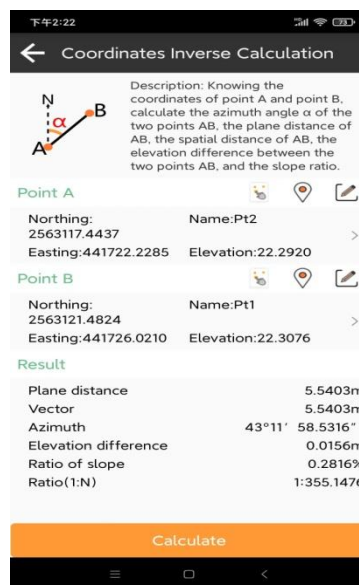 下午2:22
73
Coordinates Inverse Calculation
N
B
α
A
Description: Knowing the
coordinates of point A and point B,
calculate the azimuth angle α of the
two points AB, the plane distance of
AB, the spatial distance of AB, the
elevation difference between the
two points AB, and the slope ratio.
Point A
Northing:
2563117.4437
Name:Pt2
Easting:441722.2285 Elevation:22.2920
Point B
Northing:
2563121.4824
Name:Pt1
Easting:441726.0210 Elevation:22.3076
Result
Plane distance 5.5403m
Vector 5.5403m
Azimuth 43°11′ 58.5316″
Elevation difference 0.0156m
Ratio of slope 0.2816%
Ratio(1:N) 1:355.1476
Calculate